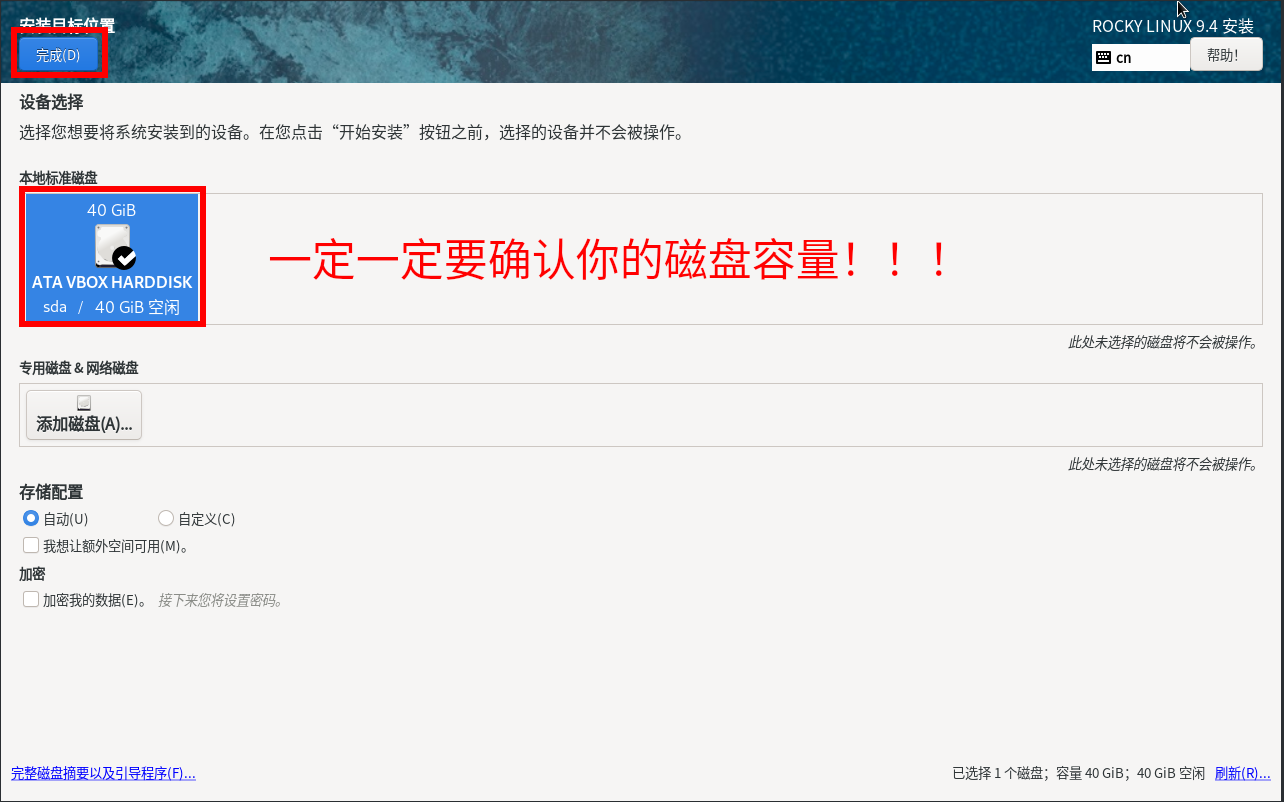 安装目标位置
ROCKY LINUX 9.4 安装
完成(D)
cn
帮助！
设备选择
选择您想要将系统安装到的设备。在您点击“开始安装”按钮之前，选择的设备并不会被操作。
本地标准磁盘
40 GiB
ATA VBOX HARDDISK
sda / 40 GiB 空闲
一定一定要确认你的磁盘容量！！！
此处未选择的磁盘将不会被操作。
专用磁盘 & 网络磁盘
添加磁盘(A)...
此处未选择的磁盘将不会被操作。
存储配置
自动(U) 自定义(C)
我想让额外空间可用(M)。
加密
加密我的数据(E)。 接下来您将设置密码。
完整磁盘摘要以及引导程序(F)...
已选择 1 个磁盘；容量 40 GiB；40 GiB 空闲 刷新(R)...